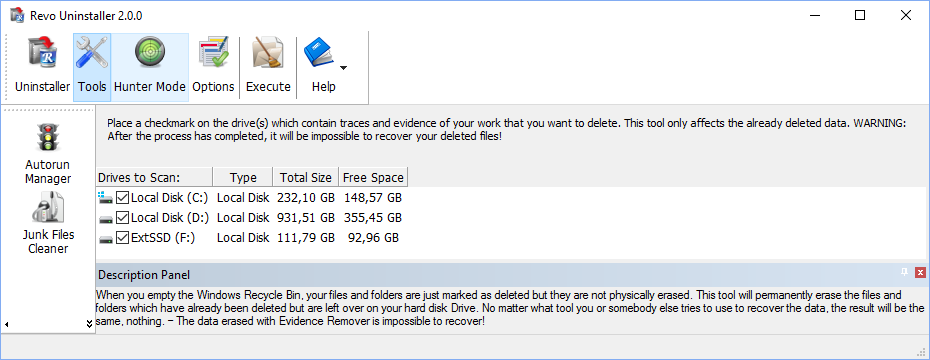 Revo Uninstaller 2.0.0
Uninstaller Tools Hunter Mode Options Execute Help
Autorun
Manager
Junk Files
Cleaner
Place a checkmark on the drive(s) which contain traces and evidence of your work that you want to delete. This tool only affects the already deleted data. WARNING:
After the process has completed, it will be impossible to recover your deleted files!
Drives to Scan: Type Total Size Free Space
Local Disk (C:) Local Disk 232,10 GB 148,57 GB
Local Disk (D:) Local Disk 931,51 GB 355,45 GB
ExtSSD (F:) Local Disk 111,79 GB 92,96 GB
Description Panel
When you empty the Windows Recycle Bin, your files and folders are just marked as deleted but they are not physically erased. This tool will permanently erase the files and
folders which have already been deleted but are left over on your hard disk Drive. No matter what tool you or somebody else tries to use to recover the data, the result will be the
same, nothing. – The data erased with Evidence Remover is impossible to recover!